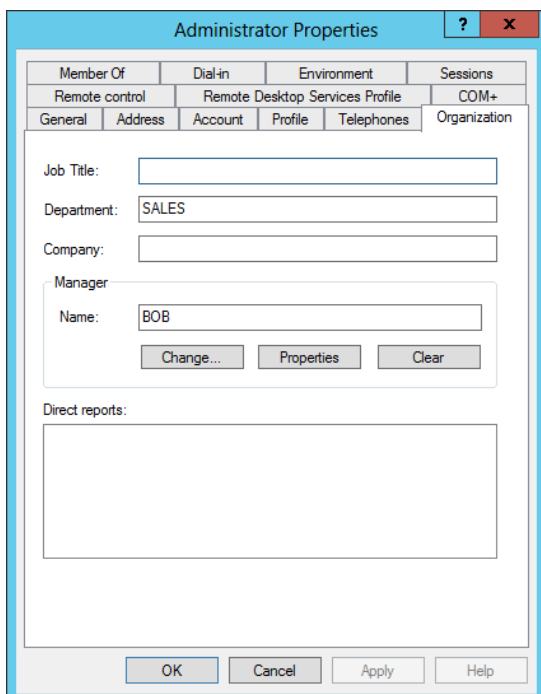 Administrator Properties ? x
Member Of Dial-in Environment Sessions
Remote control Remote Desktop Services Profile COM+
General Address Account Profile Telephones Organization
Job Title:
Department: SALES
Company:
Manager
Name: BOB
Change... Properties Clear
Direct reports:
OK Cancel Apply Help